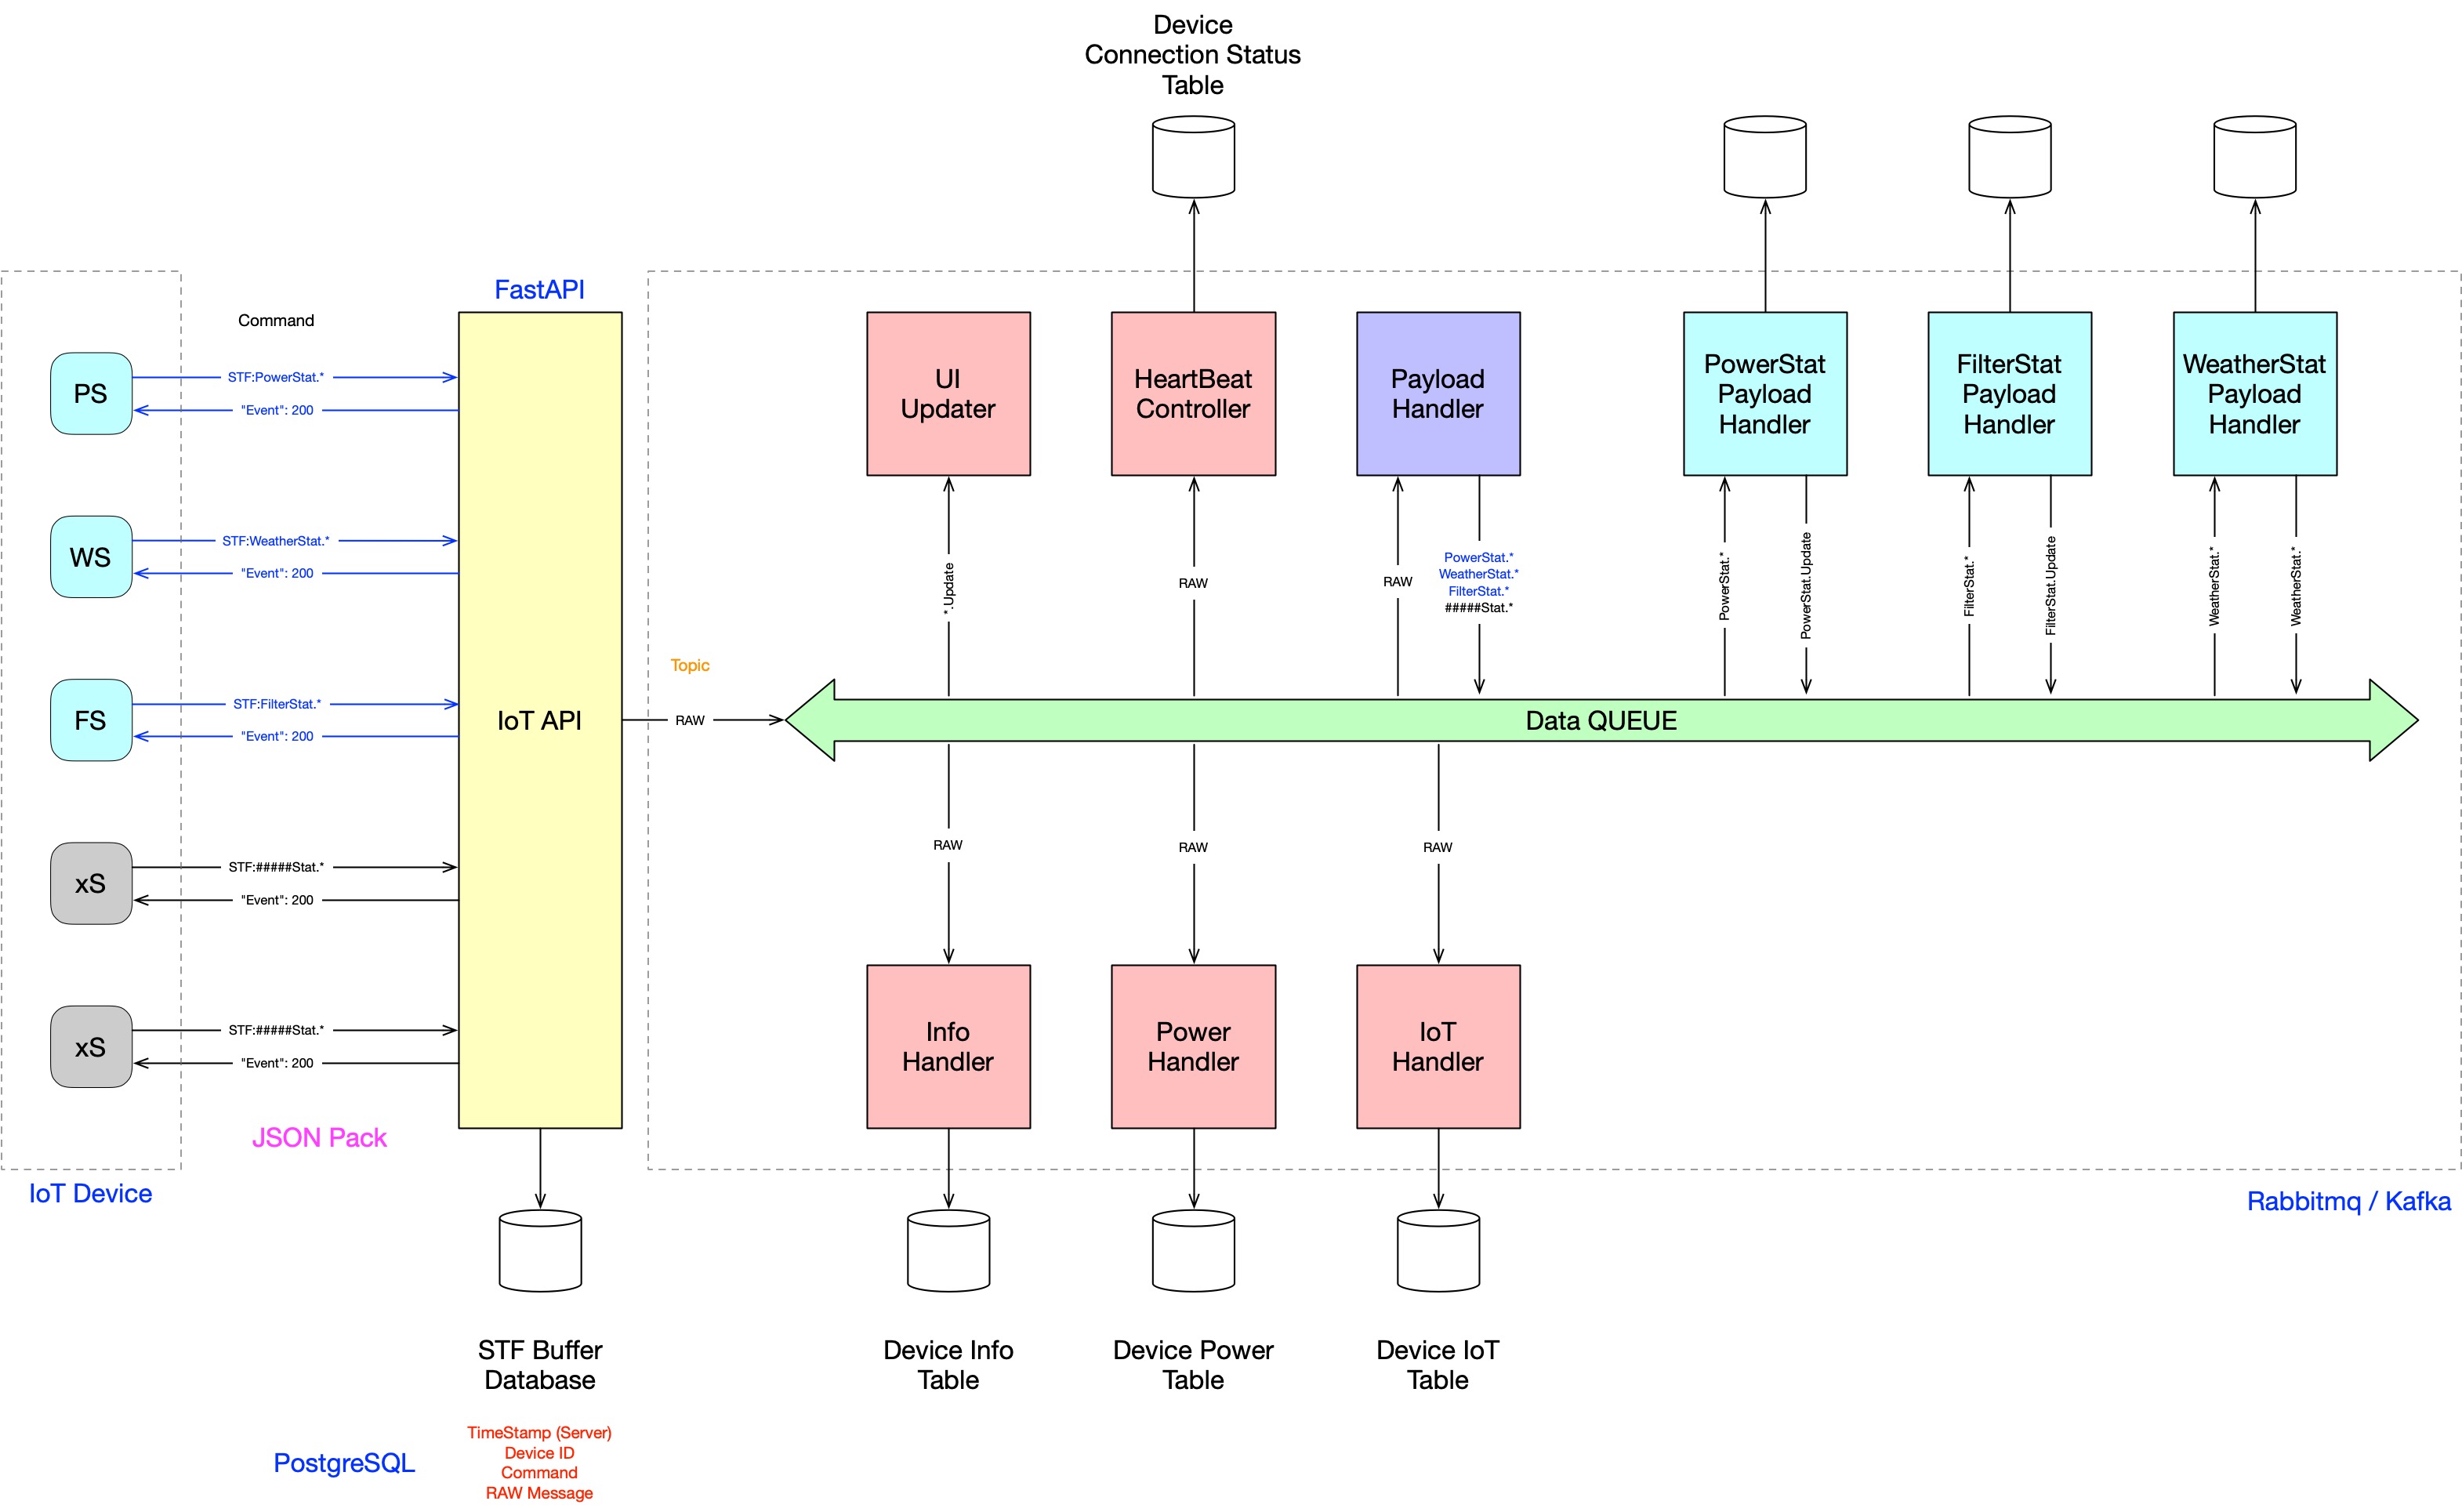 Device
Connection Status
Table
FastAPI
Command
PS
STF:PowerStat.*
"Event": 200
WS
STF:WeatherStat.*
"Event": 200
FS
STF:FilterStat.*
"Event": 200
xS
STF:#####Stat.*
"Event": 200
xS
STF:#####Stat.*
"Event": 200
JSON Pack
IoT Device
IoT API
Topic
RAW
UI
Updater
HeartBeat
Controller
Payload
Handler
PowerStat
Payload
Handler
FilterStat
Payload
Handler
WeatherStat
Payload
Handler
*.Update
RAW
RAW
PowerStat.*
WeatherStat.*
FilterStat.*
#####Stat.*
PowerStat.*
PowerStat.Update
FilterStat.*
FilterStat.Update
WeatherStat.*
WeatherStat.*
Data QUEUE
RAW
RAW
RAW
Info
Handler
Power
Handler
IoT
Handler
Rabbitmq / Kafka
STF Buffer
Database
Device Info
Table
Device Power
Table
Device IoT
Table
PostgreSQL
TimeStamp (Server)
Device ID
Command
RAW Message